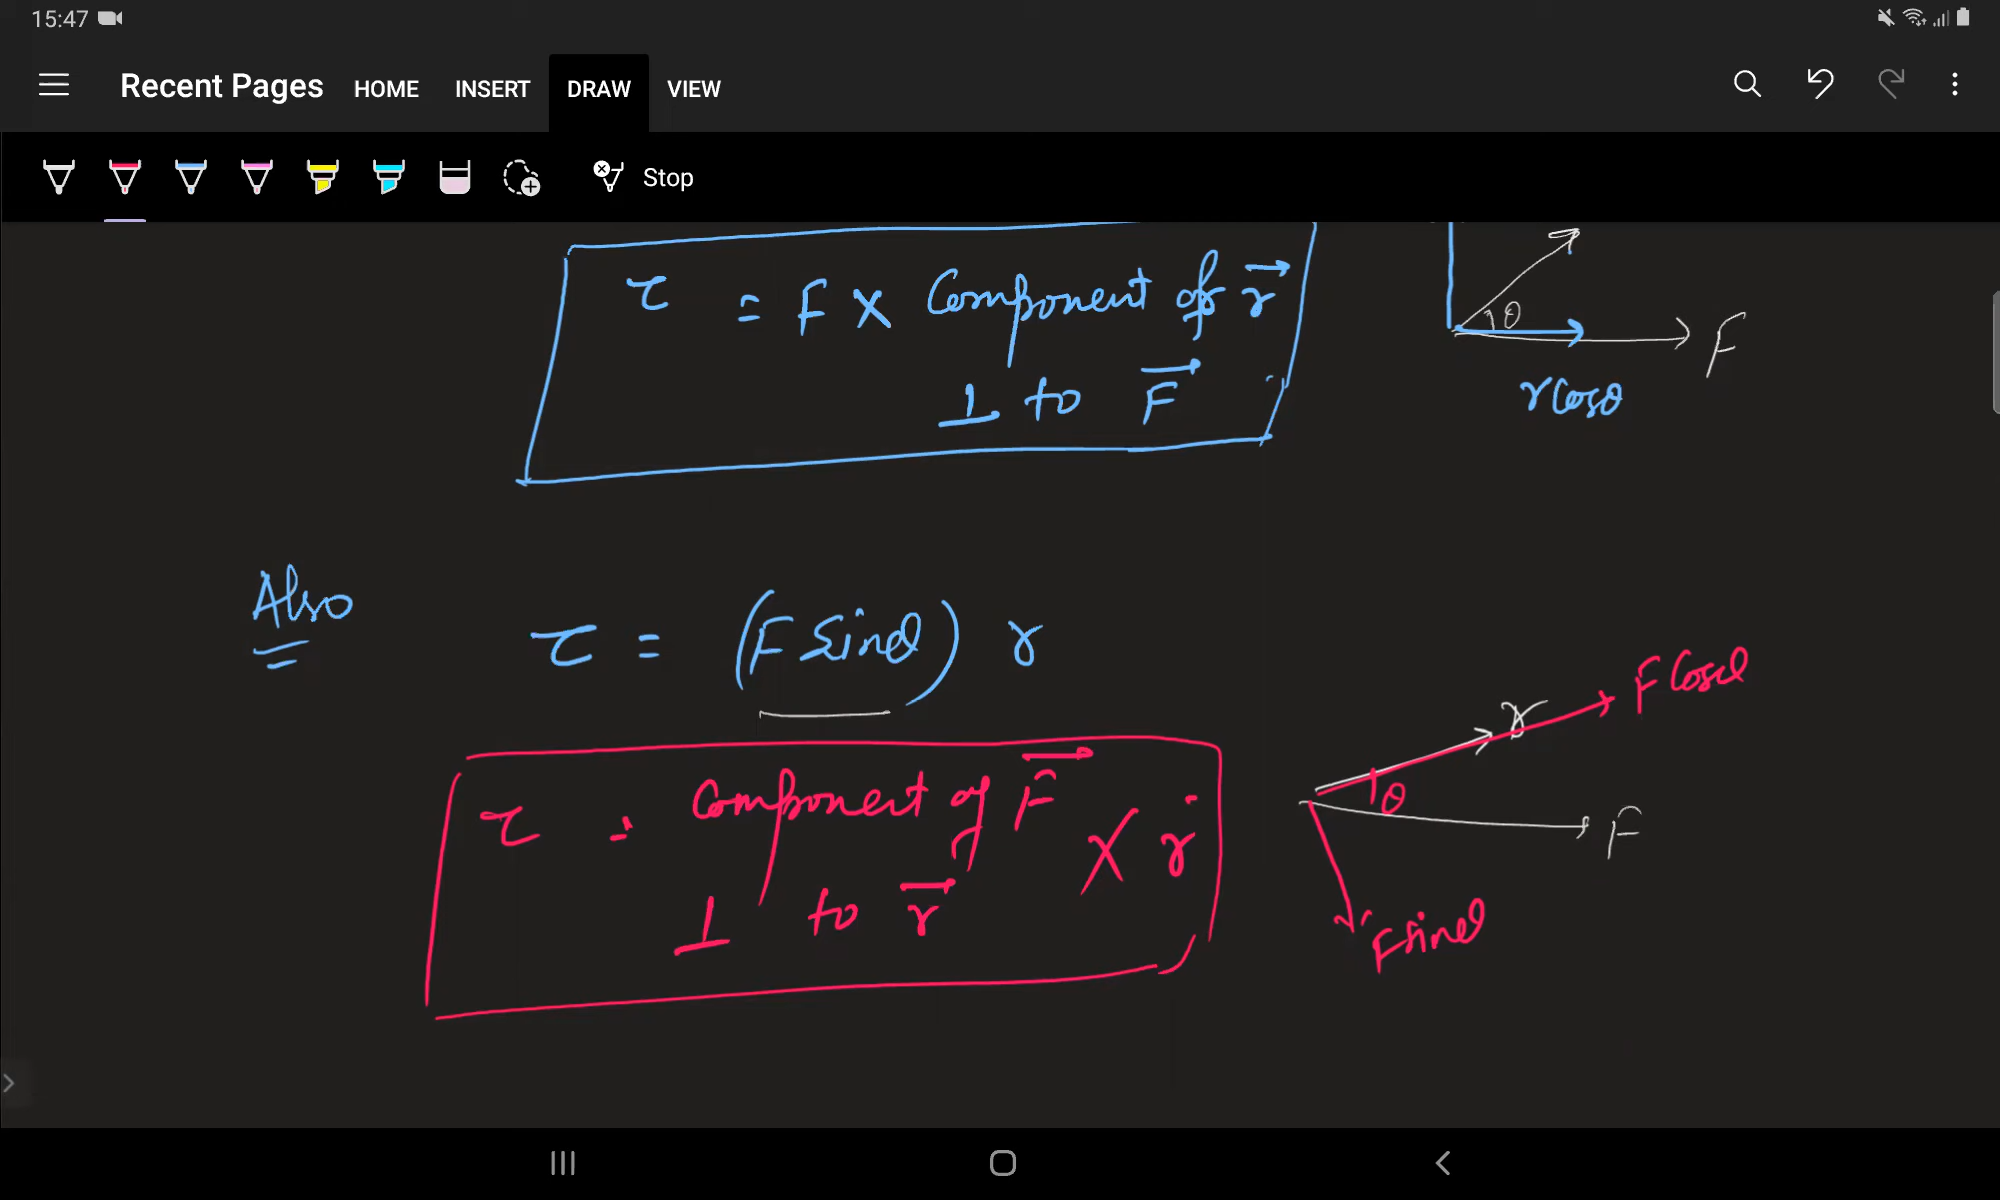 15:47
Recent Pages HOME INSERT DRAW VIEW
Stop
τ = F × Component of r⃗
⊥ to F⃗
θ
F
r Cosθ
Also
τ = (F Sinθ) r
τ = Component of F⃗
⊥ to r⃗ × r
F Cosθ
r
θ
F
F Sinθ